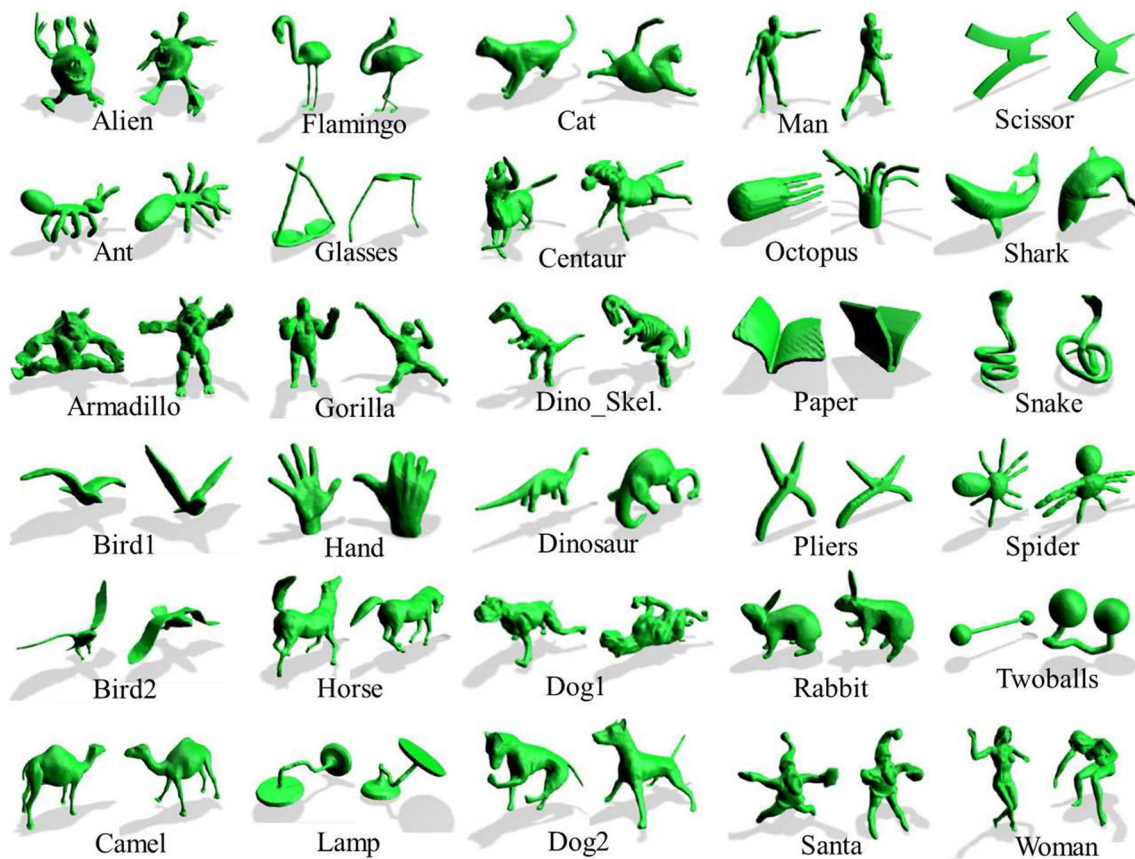 Alien
Flamingo
Cat
Man
Scissor
Ant
Glasses
Centaur
Octopus
Shark
Armadillo
Gorilla
Dino_Skel.
Paper
Snake
Bird1
Hand
Dinosaur
Pliers
Spider
Bird2
Horse
Dog1
Rabbit
Twoballs
Camel
Lamp
Dog2
Santa
Woman